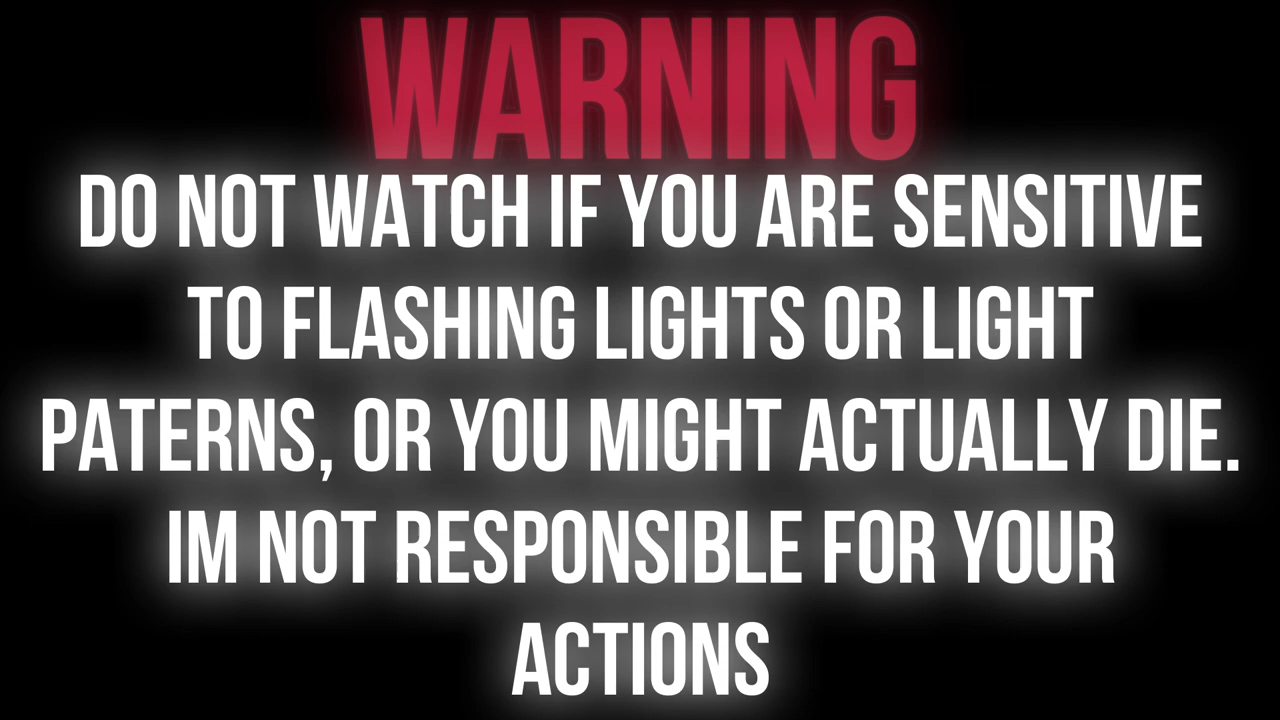 WARNING
DO NOT WATCH IF YOU ARE SENSITIVE
TO FLASHING LIGHTS OR LIGHT
PATERNS, OR YOU MIGHT ACTUALLY DIE.
IM NOT RESPONSIBLE FOR YOUR
ACTIONS